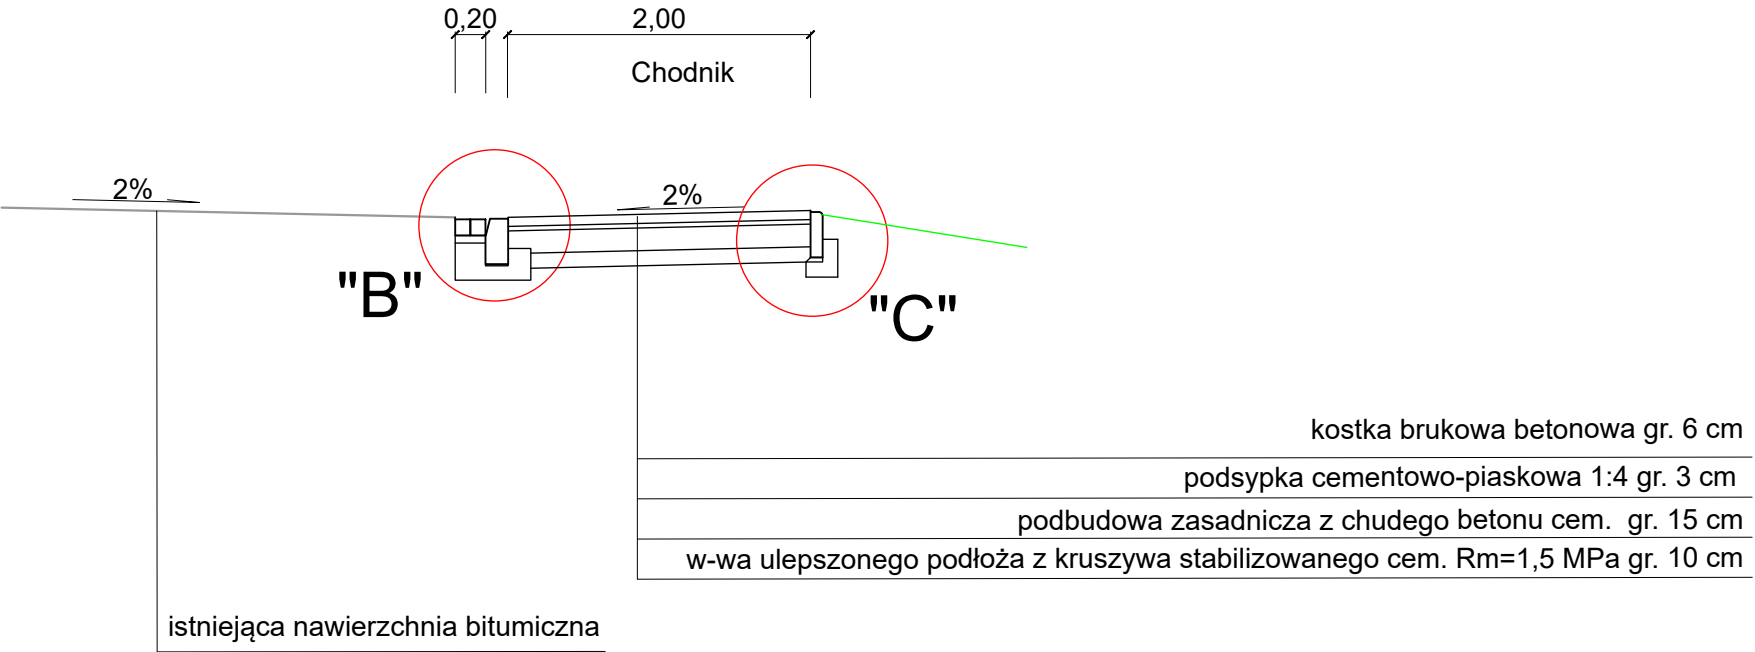 0,20
2,00
Chodnik
2%
2%
"B"
"C"
kostka brukowa betonowa gr. 6 cm
podsypka cementowo-piaskowa 1:4 gr. 3 cm
podbudowa zasadnicza z chudego betonu cem. gr. 15 cm
w-wa ulepszonego podłoża z kruszywa stabilizowanego cem. Rm=1,5 MPa gr. 10 cm
istniejąca nawierzchnia bitumiczna